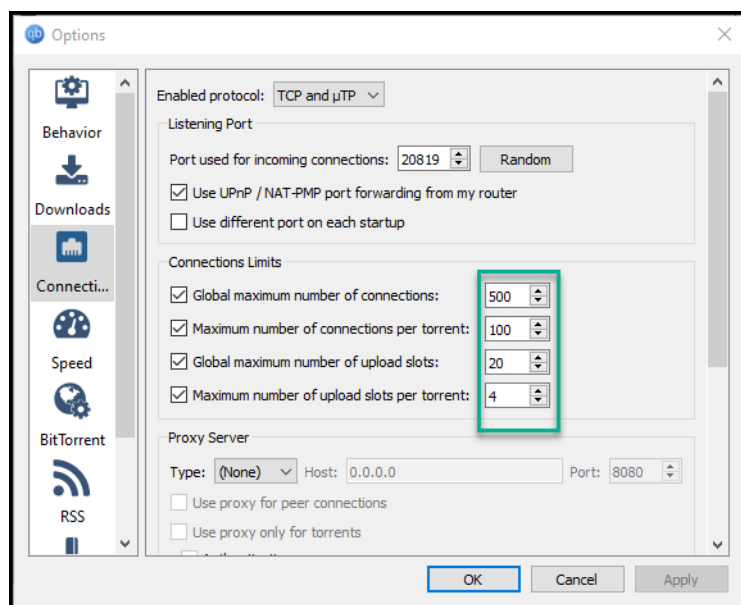 qb Options
Behavior
Downloads
Connecti...
Speed
BitTorrent
RSS
Enabled protocol: TCP and μTP
Listening Port
Port used for incoming connections: 20819 Random
Use UPnP / NAT-PMP port forwarding from my router
Use different port on each startup
Connections Limits
Global maximum number of connections: 500
Maximum number of connections per torrent: 100
Global maximum number of upload slots: 20
Maximum number of upload slots per torrent: 4
Proxy Server
Type: (None) Host: 0.0.0.0 Port: 8080
Use proxy for peer connections
Use proxy only for torrents
OK Cancel Apply